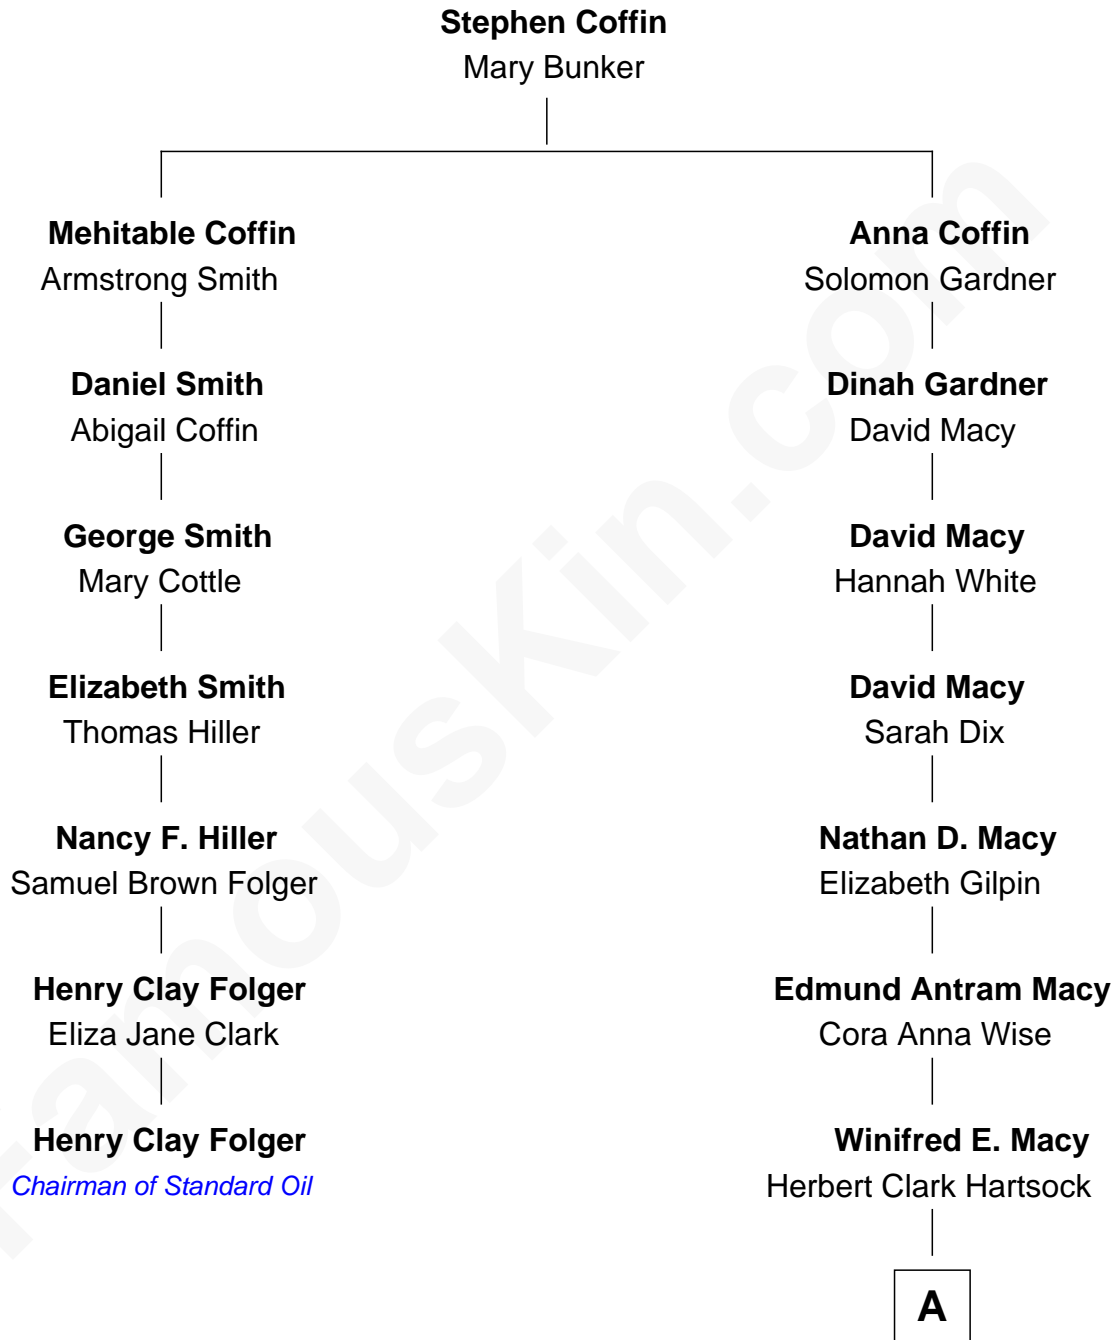 Stephen Coffin
Mary Bunker
Mehitable Coffin
Armstrong Smith
Anna Coffin
Solomon Gardner
Daniel Smith
Abigail Coffin
Dinah Gardner
David Macy
George Smith
Mary Cottle
David Macy
Hannah White
Elizabeth Smith
Thomas Hiller
David Macy
Sarah Dix
Nancy F. Hiller
Samuel Brown Folger
Nathan D. Macy
Elizabeth Gilpin
Henry Clay Folger
Eliza Jane Clark
Edmund Antram Macy
Cora Anna Wise
Henry Clay Folger
Chairman of Standard Oil
Winifred E. Macy
Herbert Clark Hartsock
A
FamousKin.com